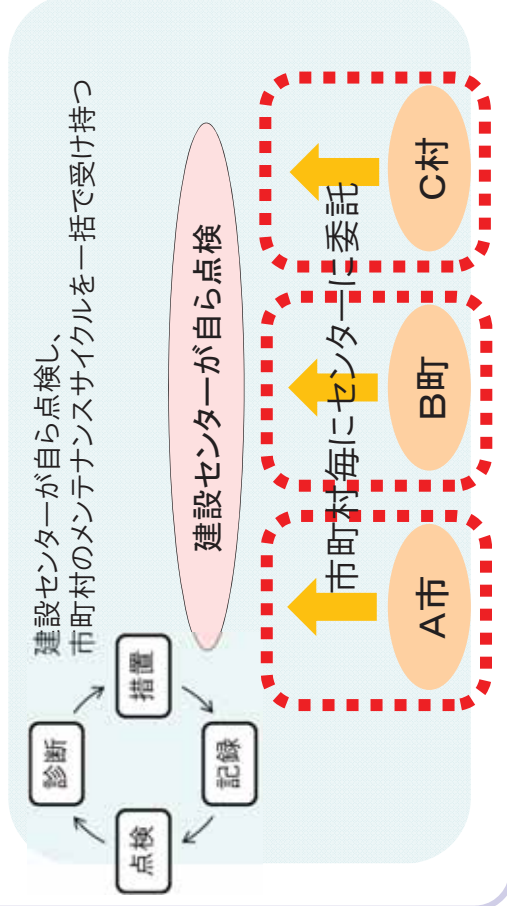 建設センターが自ら点検し、
市町村のメンテナンスサイクルを一括で受け持つ
診断
点検
措置
記録
建設センターが自ら点検
市町村毎にセンターに委託
A市
B町
C村